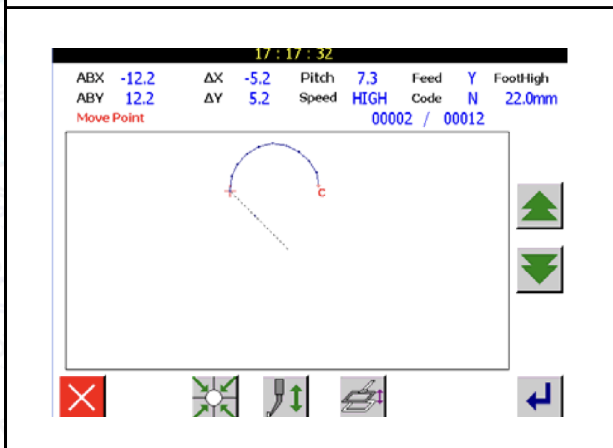 17 : 17 : 32
ABX -12.2 ΔX -5.2 Pitch 7.3 Feed Y FootHigh
ABY 12.2 ΔY 5.2 Speed HIGH Code N 22.0mm
Move Point 00002 / 00012
C